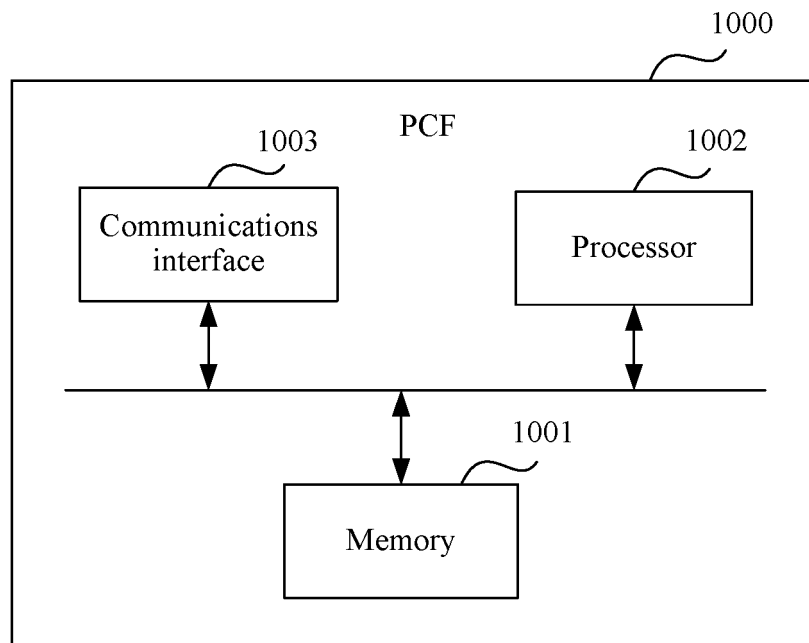 1000
PCF
1003
1002
Communications
interface
Processor
1001
Memory